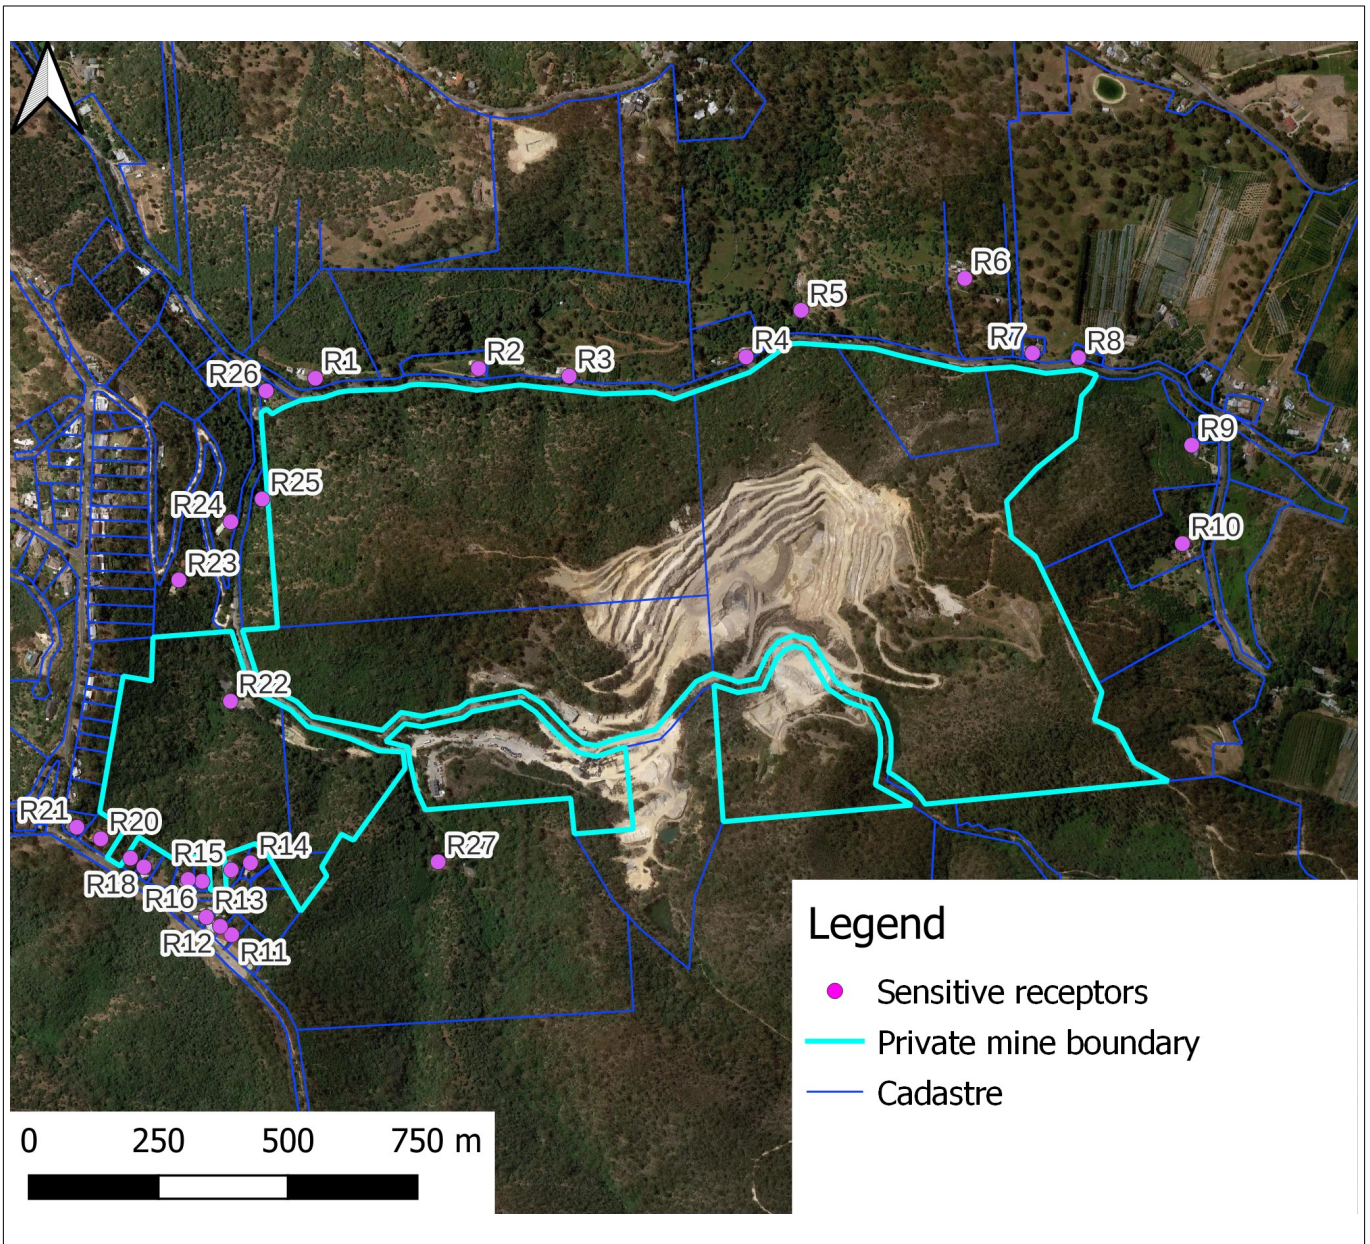 R6
R5
R7
R4
R8
R1
R2
R3
R26
R9
R25
R24
R10
R23
R22
R21
R20
R15
R14
R27
R18
R16
R13
R12
R11
Legend
Sensitive receptors
Private mine boundary
Cadastre
0 250 500 750 m